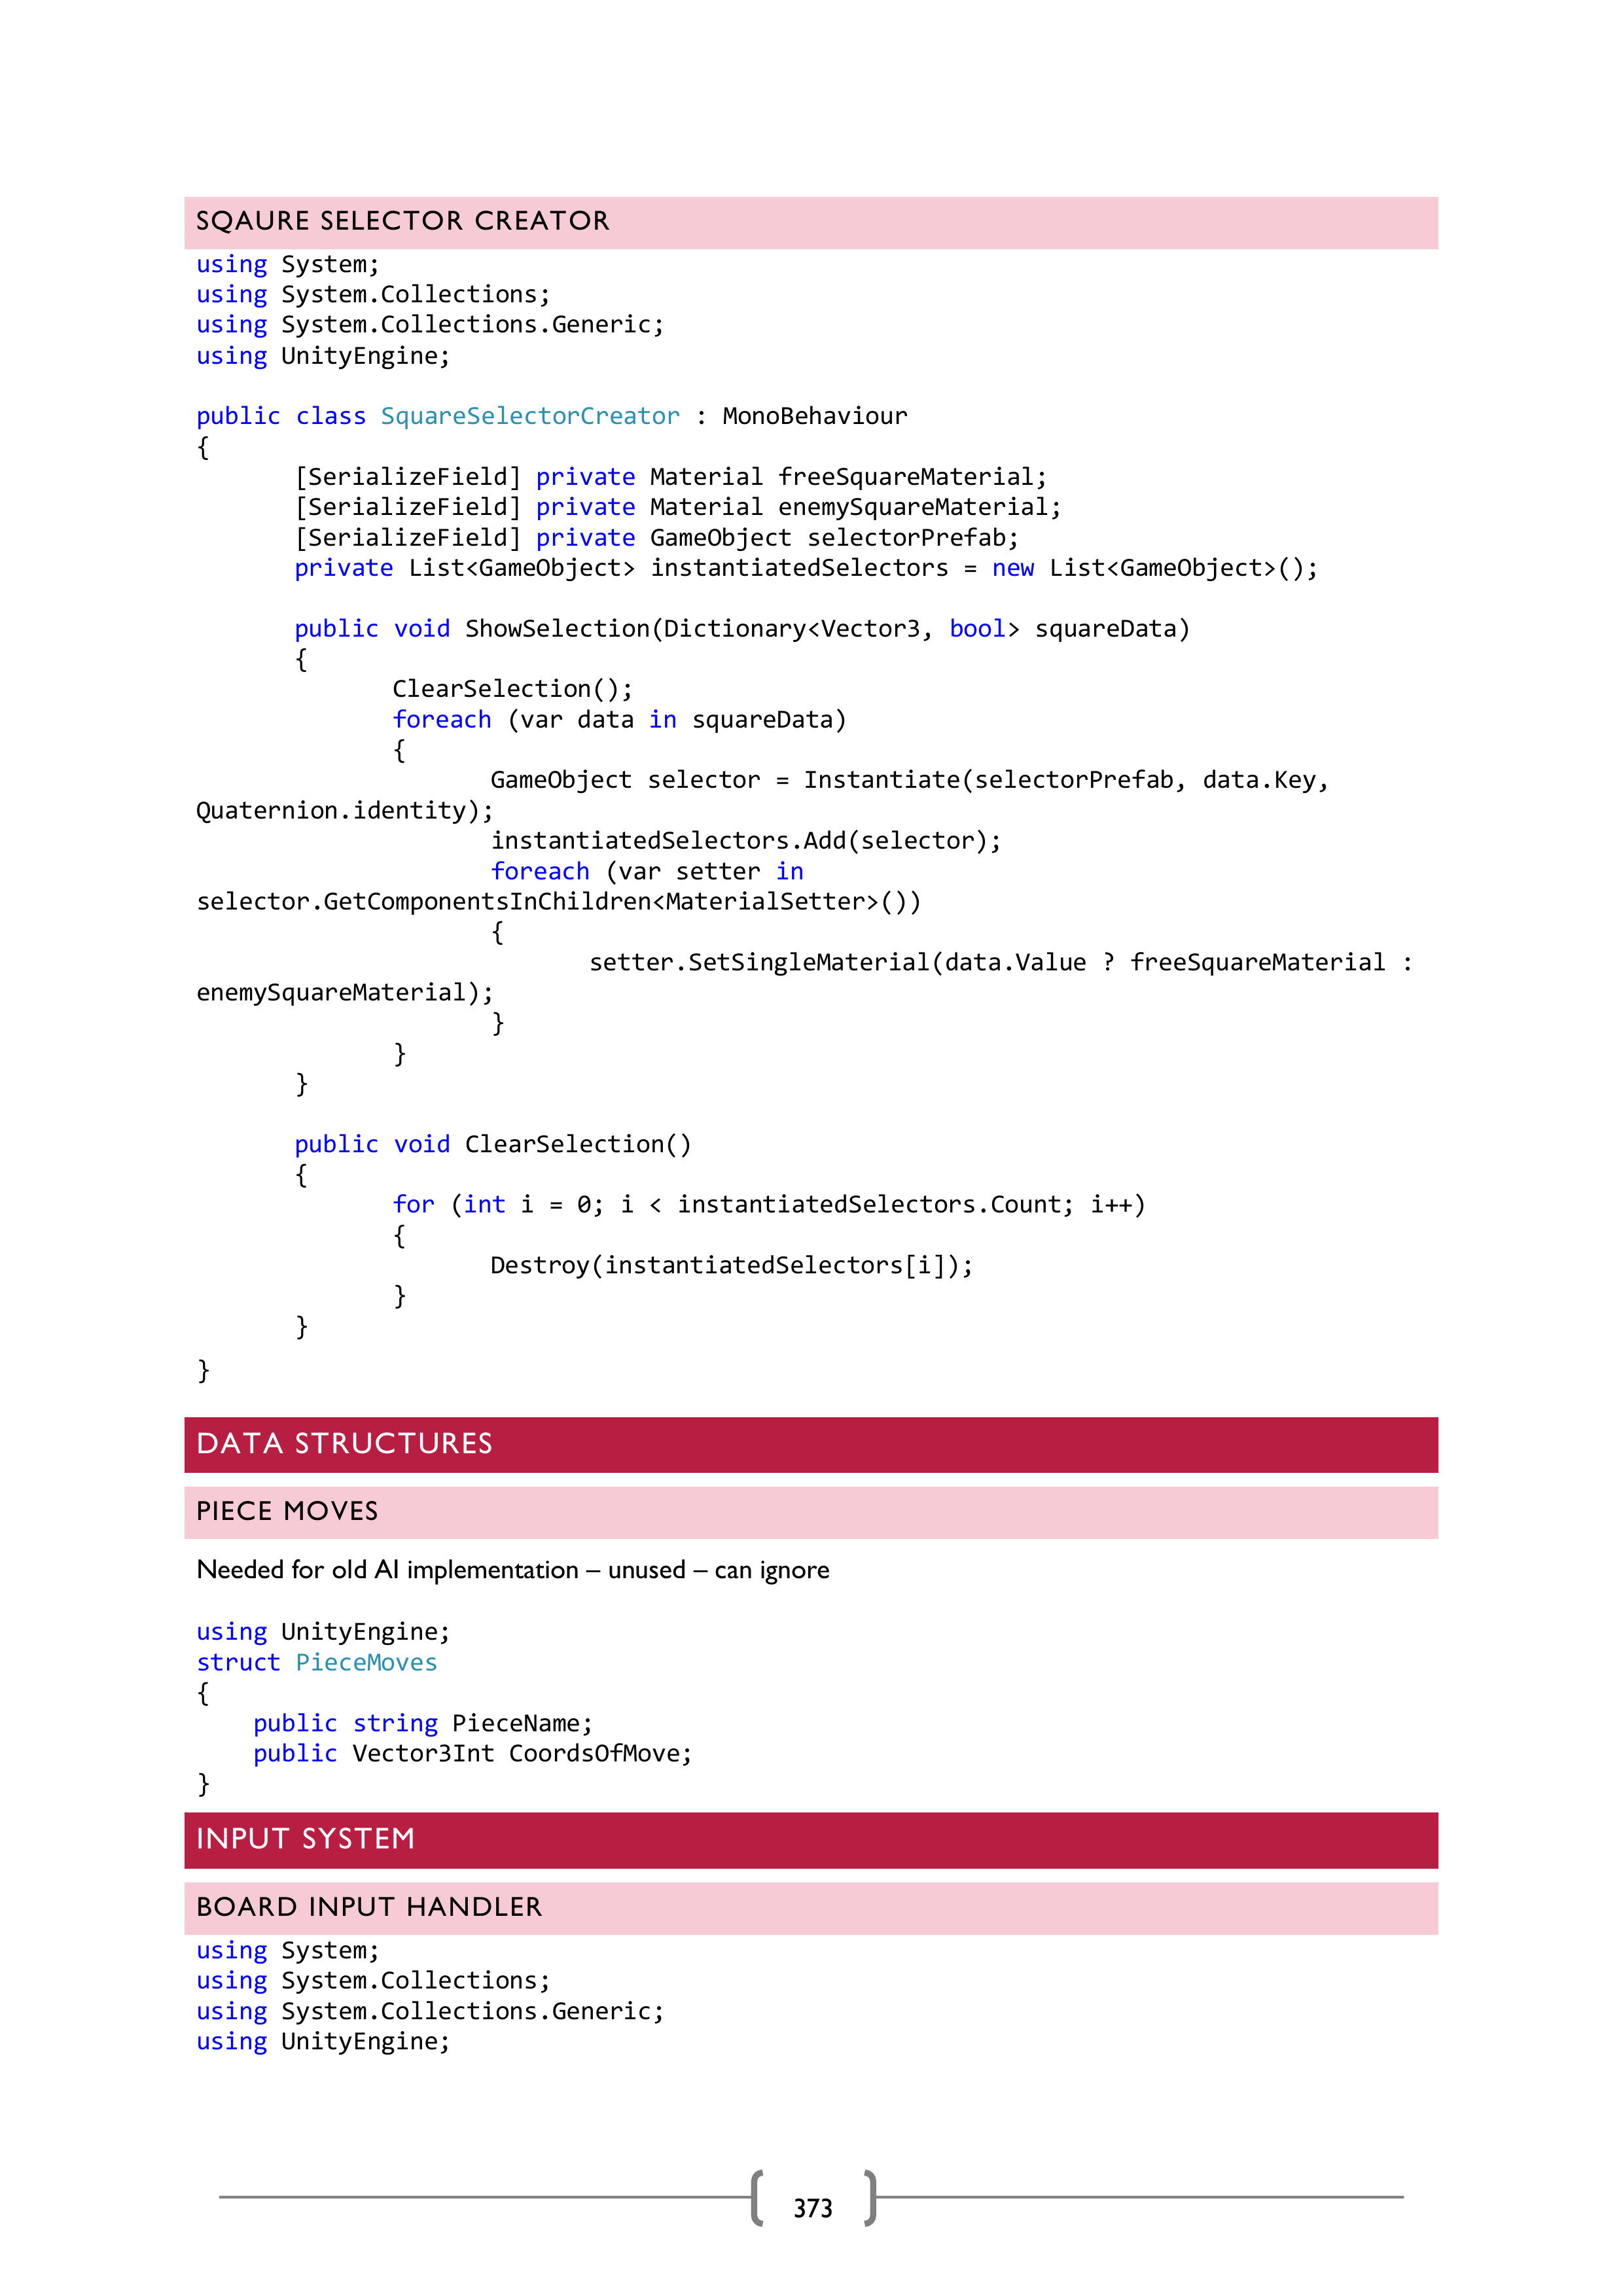 SQAURE SELECTOR CREATOR
using System;
using System.Collections;
using System.Collections.Generic;
using UnityEngine;
public class SquareSelectorCreator : MonoBehaviour
{
[SerializeField] private Material freeSquareMaterial;
[SerializeField] private Material enemySquareMaterial;
[SerializeField] private GameObject selectorPrefab;
private List<GameObject> instantiatedSelectors = new List<GameObject>();
public void ShowSelection(Dictionary<Vector3, bool> squareData)
{
ClearSelection();
foreach (var data in squareData)
{
GameObject selector = Instantiate(selectorPrefab, data.Key,
Quaternion.identity);
instantiatedSelectors.Add(selector);
foreach (var setter in
selector.GetComponentsInChildren<MaterialSetter>())
{
setter.SetSingleMaterial(data.Value ? freeSquareMaterial :
enemySquareMaterial);
}
}
}
public void ClearSelection()
{
for (int i = 0; i < instantiatedSelectors.Count; i++)
{
Destroy(instantiatedSelectors[i]);
}
}
}
DATA STRUCTURES
PIECE MOVES
Needed for old AI implementation – unused – can ignore
using UnityEngine;
struct PieceMoves
{
public string PieceName;
public Vector3Int CoordsOfMove;
}
INPUT SYSTEM
BOARD INPUT HANDLER
using System;
using System.Collections;
using System.Collections.Generic;
using UnityEngine;
373